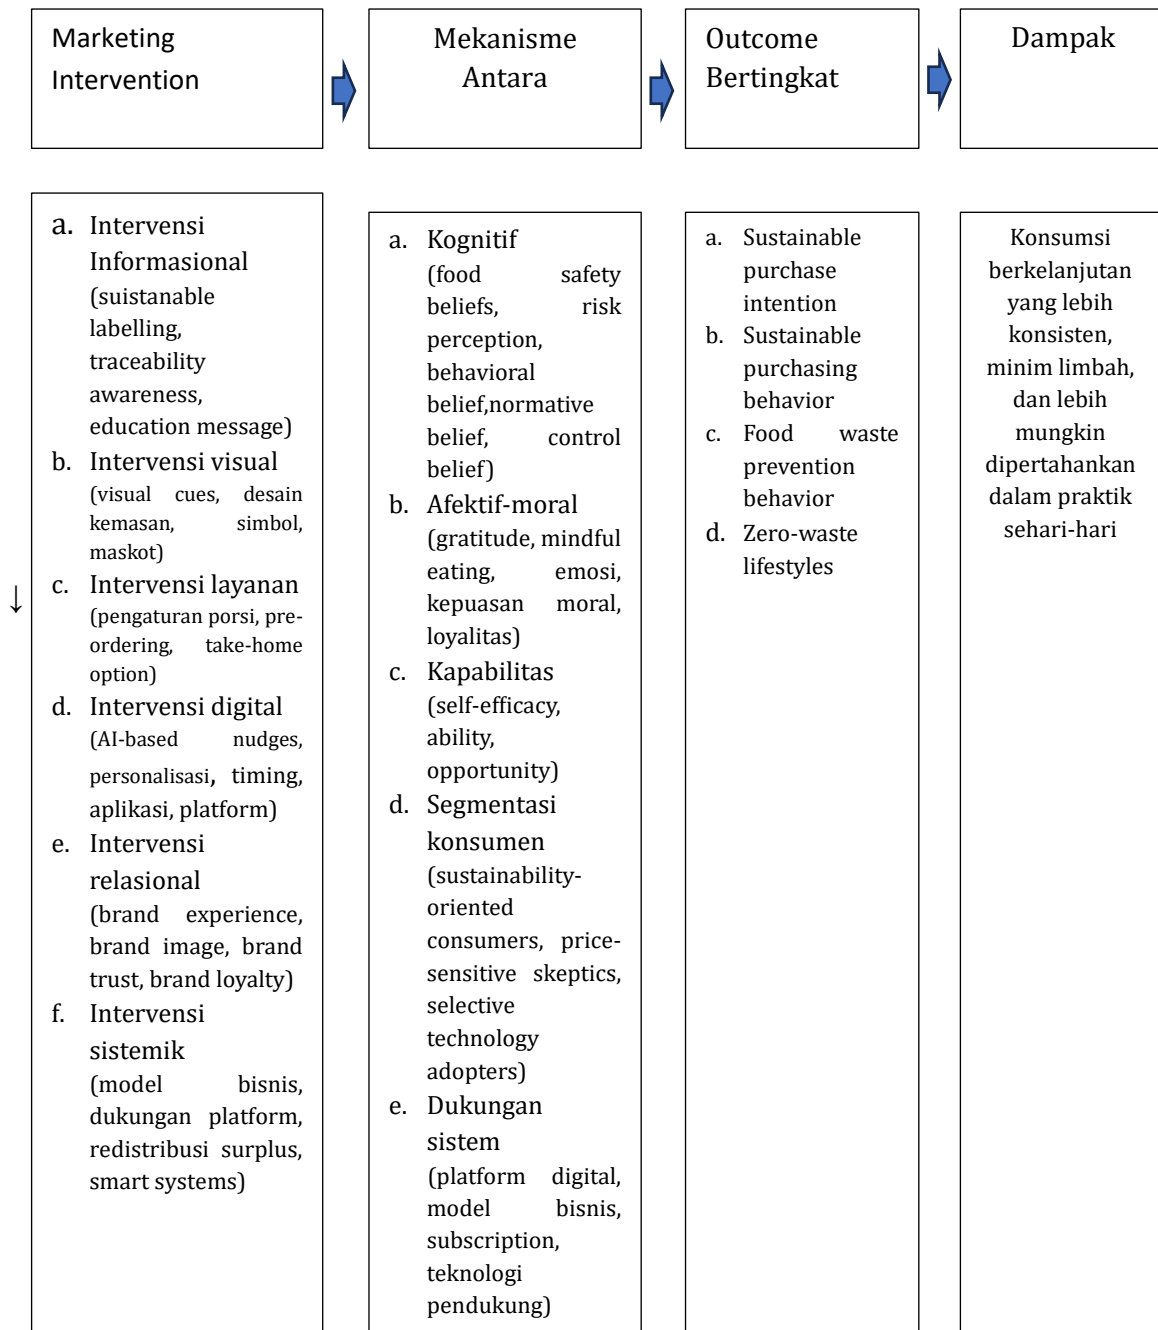 Marketing
Intervention
Mekanisme
Antara
Outcome
Bertingkat
Dampak
a. Intervensi
Informasional
(suistanable
labelling,
traceability
awareness,
education message)
b. Intervensi visual
(visual cues, desain
kemasan, simbol,
maskot)
c. Intervensi layanan
(pengaturan porsi, pre-
ordering, take-home
option)
d. Intervensi digital
(AI-based nudges,
personalisasi, timing,
aplikasi, platform)
e. Intervensi
relasional
(brand experience,
brand image, brand
trust, brand loyalty)
f. Intervensi
sistemik
(model bisnis,
dukungan platform,
redistribusi surplus,
smart systems)
↓
a. Kognitif
(food safety
beliefs, risk
perception,
behavioral
belief,normative
belief, control
belief)
b. Afektif-moral
(gratitude, mindful
eating, emosi,
kepuasan moral,
loyalitas)
c. Kapabilitas
(self-efficacy,
ability,
opportunity)
d. Segmentasi
konsumen
(sustainability-
oriented
consumers, price-
sensitive skeptics,
selective
technology
adopters)
e. Dukungan
sistem
(platform digital,
model bisnis,
subscription,
teknologi
pendukung)
a. Sustainable
purchase
intention
b. Sustainable
purchasing
behavior
c. Food waste
prevention
behavior
d. Zero-waste
lifestyles
Konsumsi
berkelanjutan
yang lebih
konsisten,
minim limbah,
dan lebih
mungkin
dipertahankan
dalam praktik
sehari-hari